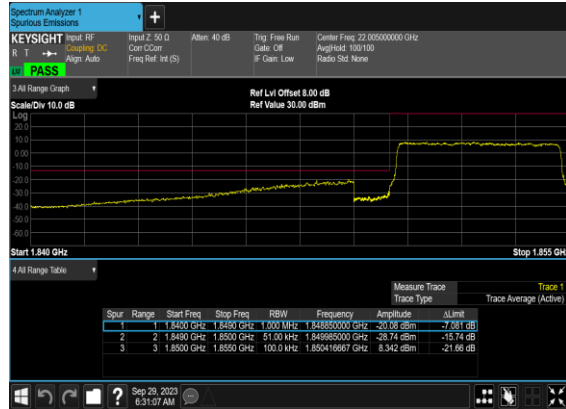 Spectrum Analyzer 1
Spurious Emissions
+
KEYSIGHT Input: RF Input Z: 50 Ω Atten: 40 dB Trig: Free Run Center Freq: 22.005000000 GHz
R T Coupling: DC Corr CCorr Gate: Off Avg|Hold: 100/100
Align: Auto Freq Ref: Int (S) IF Gain: Low Radio Std: None
PASS
3 All Range Graph
Ref Lvl Offset 8.00 dB
Scale/Div 10.0 dB Ref Value 30.00 dBm
Log
20.0
10.0
0.00
-10.0
-20.0
-30.0
-40.0
-50.0
-60.0
Start 1.840 GHz Stop 1.855 GH
4 All Range Table
Measure Trace Trace 1
Trace Type Trace Average (Active)
Spur Range Start Freq Stop Freq RBW Frequency Amplitude ΔLimit
1 1 1.8400 GHz 1.8490 GHz 1.000 MHz 1.848850000 GHz -20.08 dBm -7.081 dB
2 2 1.8490 GHz 1.8500 GHz 51.00 kHz 1.849985000 GHz -28.74 dBm -15.74 dB
3 3 1.8500 GHz 1.8550 GHz 100.0 kHz 1.850416667 GHz 8.342 dBm -21.66 dB
? Sep 29, 2023
6:31:07 AM